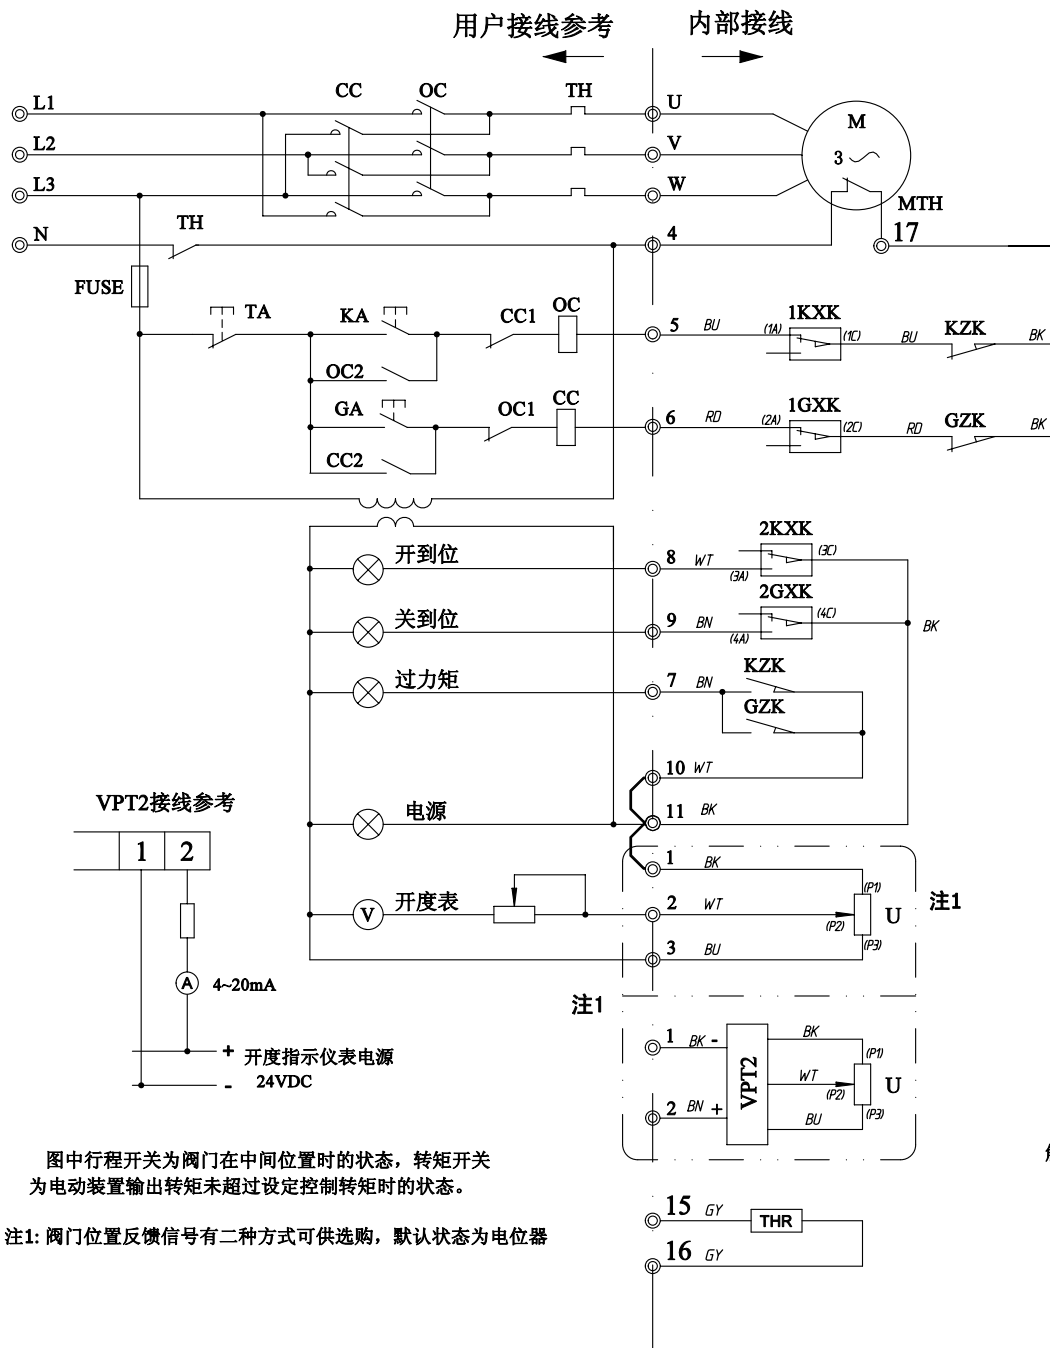 用户接线参考 内部接线
CC OC TH
L1 U
M
L2 V
3
L3 W
TH MTH
N 4 17
FUSE
TA KA CC1 OC 5 BU (1A) 1KXK (1C) BU KZK BK
OC2
GA OC1 CC 6 RD (2A) 1GXK (2C) RD GZK BK
CC2
2KXK
开到位 8 WT (3A) (3C)
2GXK
关到位 9 BN (4A) (4C) BK
KZK
过力矩 7 BN
GZK
10 WT
VPT2接线参考 电源 11 BK
1 2 1 BK (P1)
V 开度表 2 WT (P2) U 注1
3 BU (P3)
A 4~20mA
注1
1 BK - BK (P1)
+ 开度指示仪表电源
- 24VDC
VPT2 WT (P2) U
2 BN + BU (P3)
图中行程开关为阀门在中间位置时的状态，转矩开关
为电动装置输出转矩未超过设定控制转矩时的状态。
15 GY THR
注1: 阀门位置反馈信号有二种方式可供选购，默认状态为电位器
16 GY